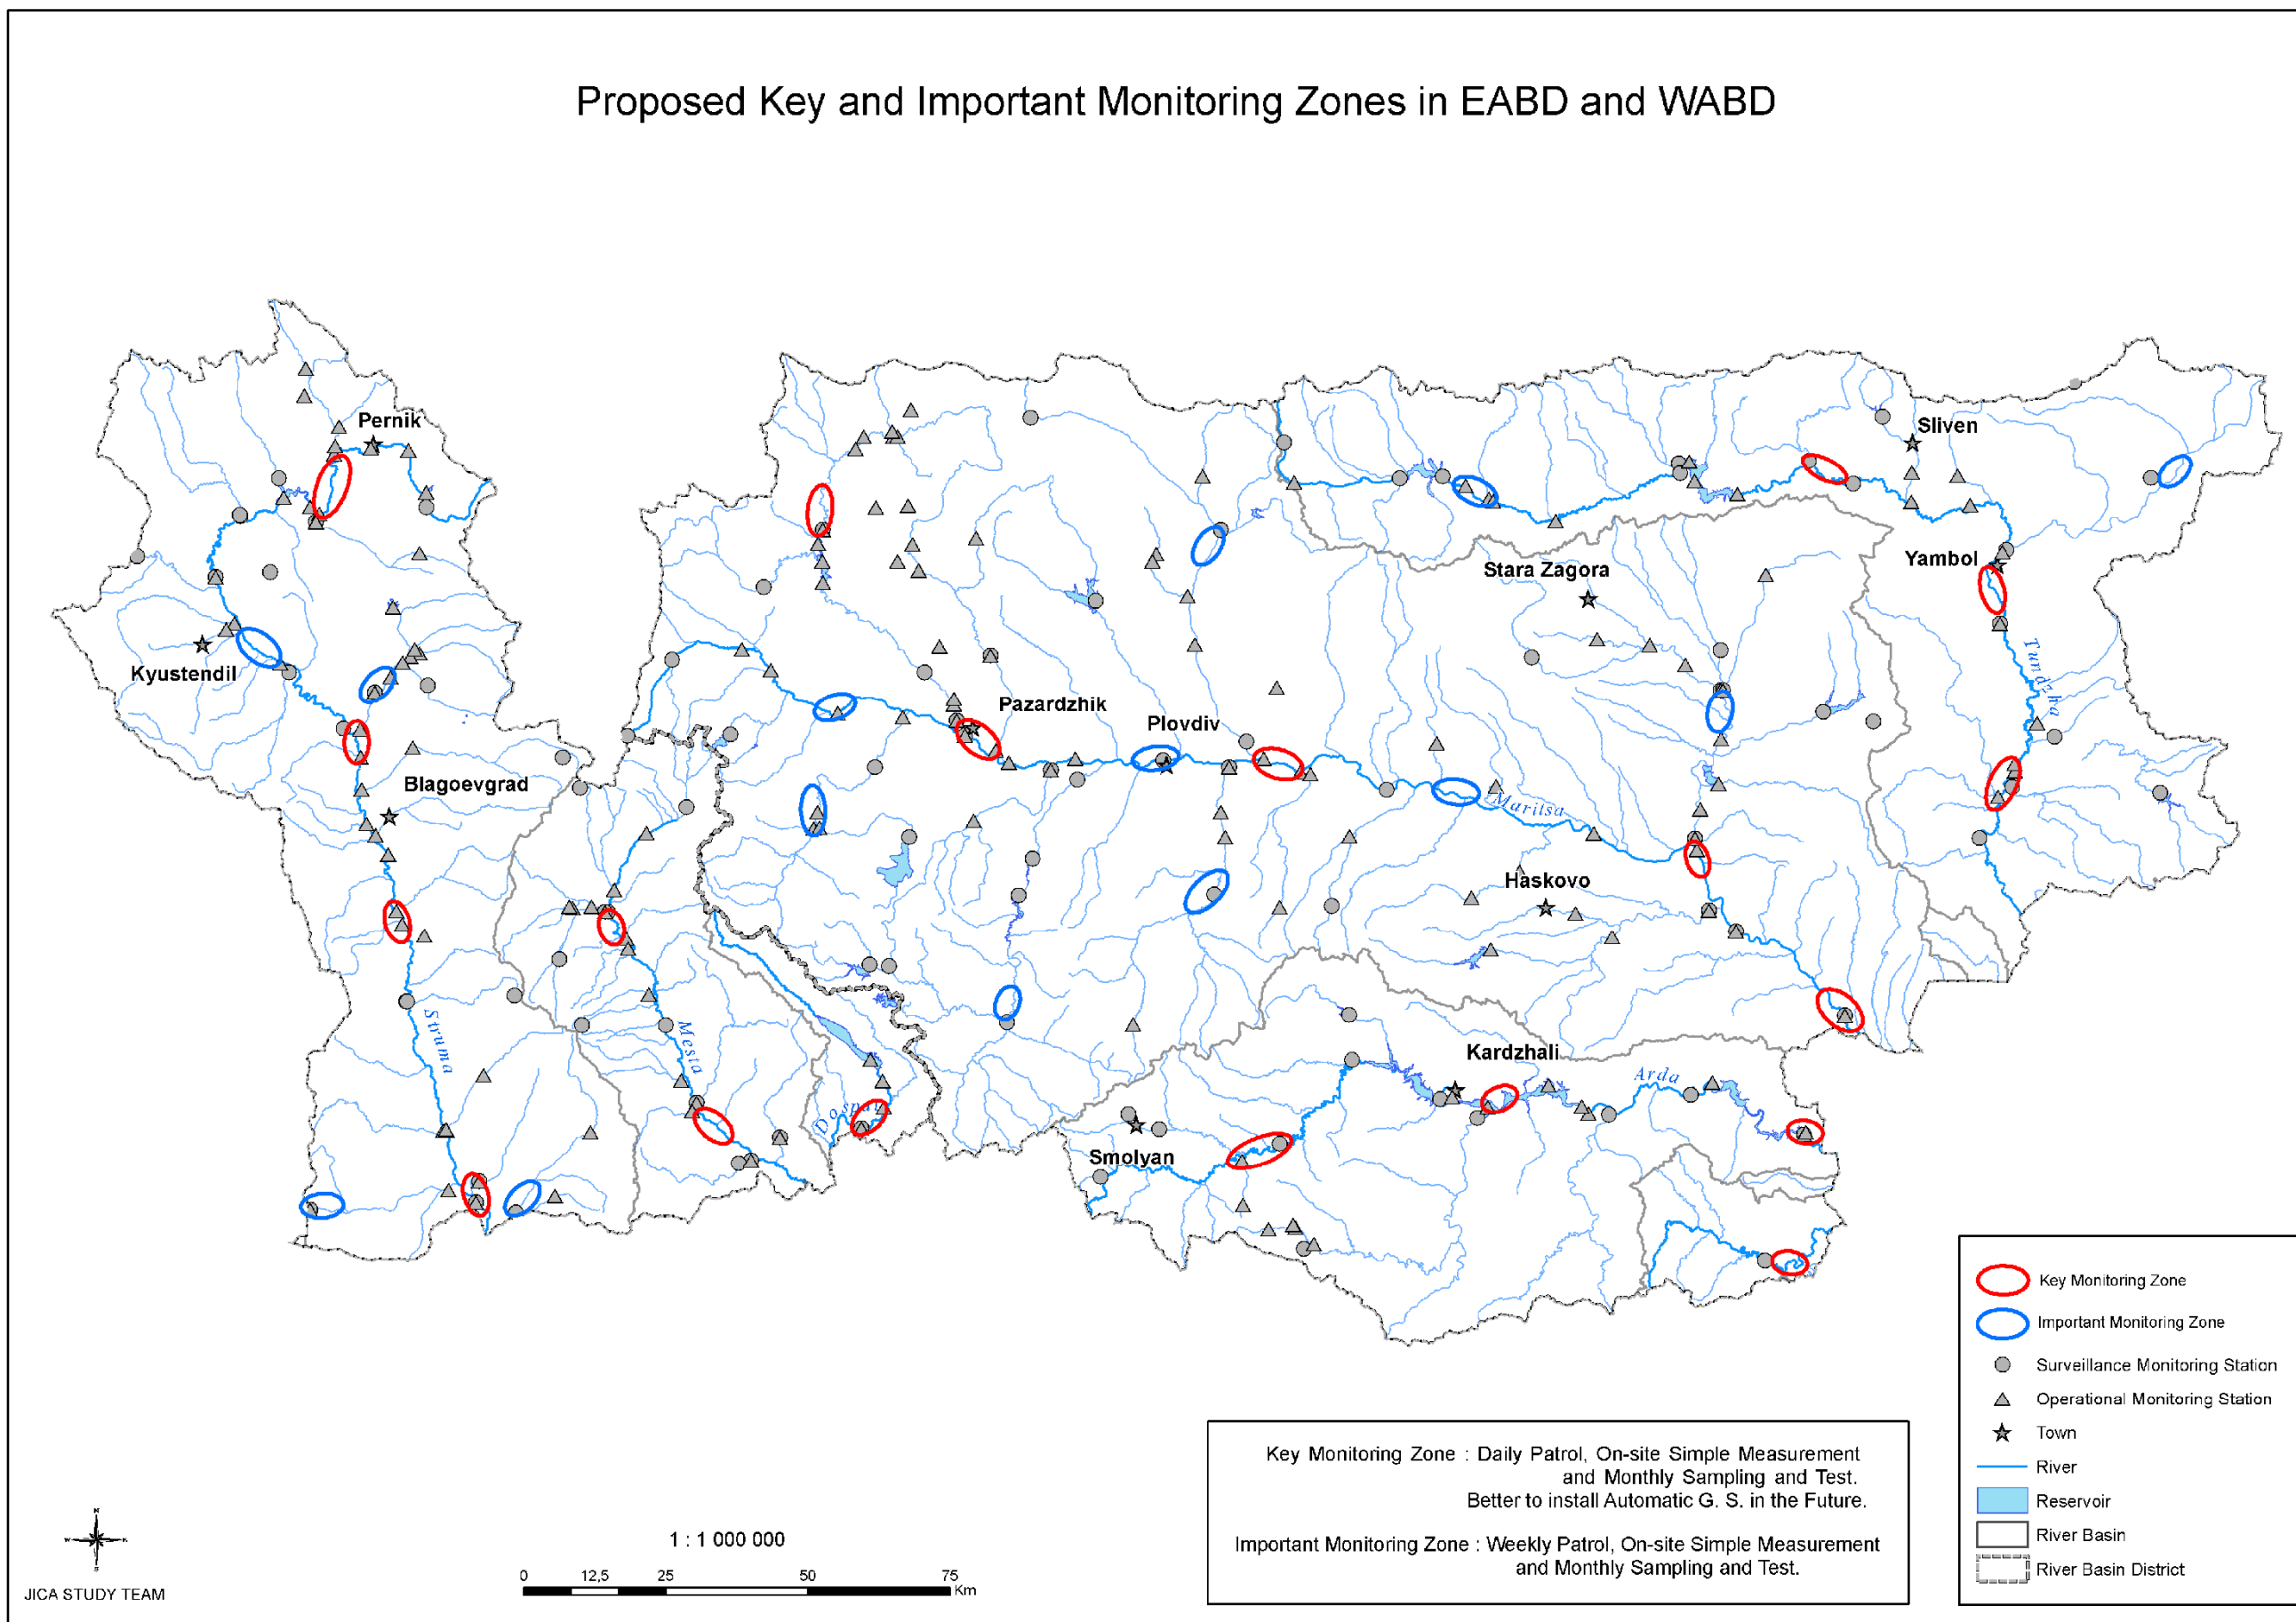 Proposed Key and Important Monitoring Zones in EABD and WABD
Pernik
Sliven
Yambol
Stara Zagora
Kyustendil
Tundzha
Pazardzhik
Plovdiv
Blagoevgrad
Maritsa
Haskovo
Struma
Mesta
Kardzhali
Arda
Dospat
Smolyan
Key Monitoring Zone
Important Monitoring Zone
Surveillance Monitoring Station
Operational Monitoring Station
Town
River
Reservoir
River Basin
River Basin District
Key Monitoring Zone : Daily Patrol, On-site Simple Measurement
and Monthly Sampling and Test.
Better to install Automatic G. S. in the Future.
Important Monitoring Zone : Weekly Patrol, On-site Simple Measurement
and Monthly Sampling and Test.
1 : 1 000 000
0 12,5 25 50 75
Km
N
W E
S
JICA STUDY TEAM